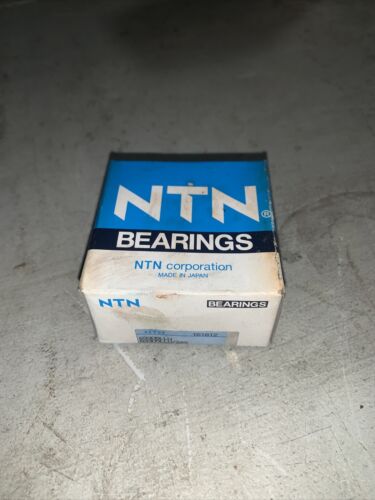 NTN®
BEARINGS
NTN corporation
MADE IN JAPAN
NTN
BEARINGS
161812